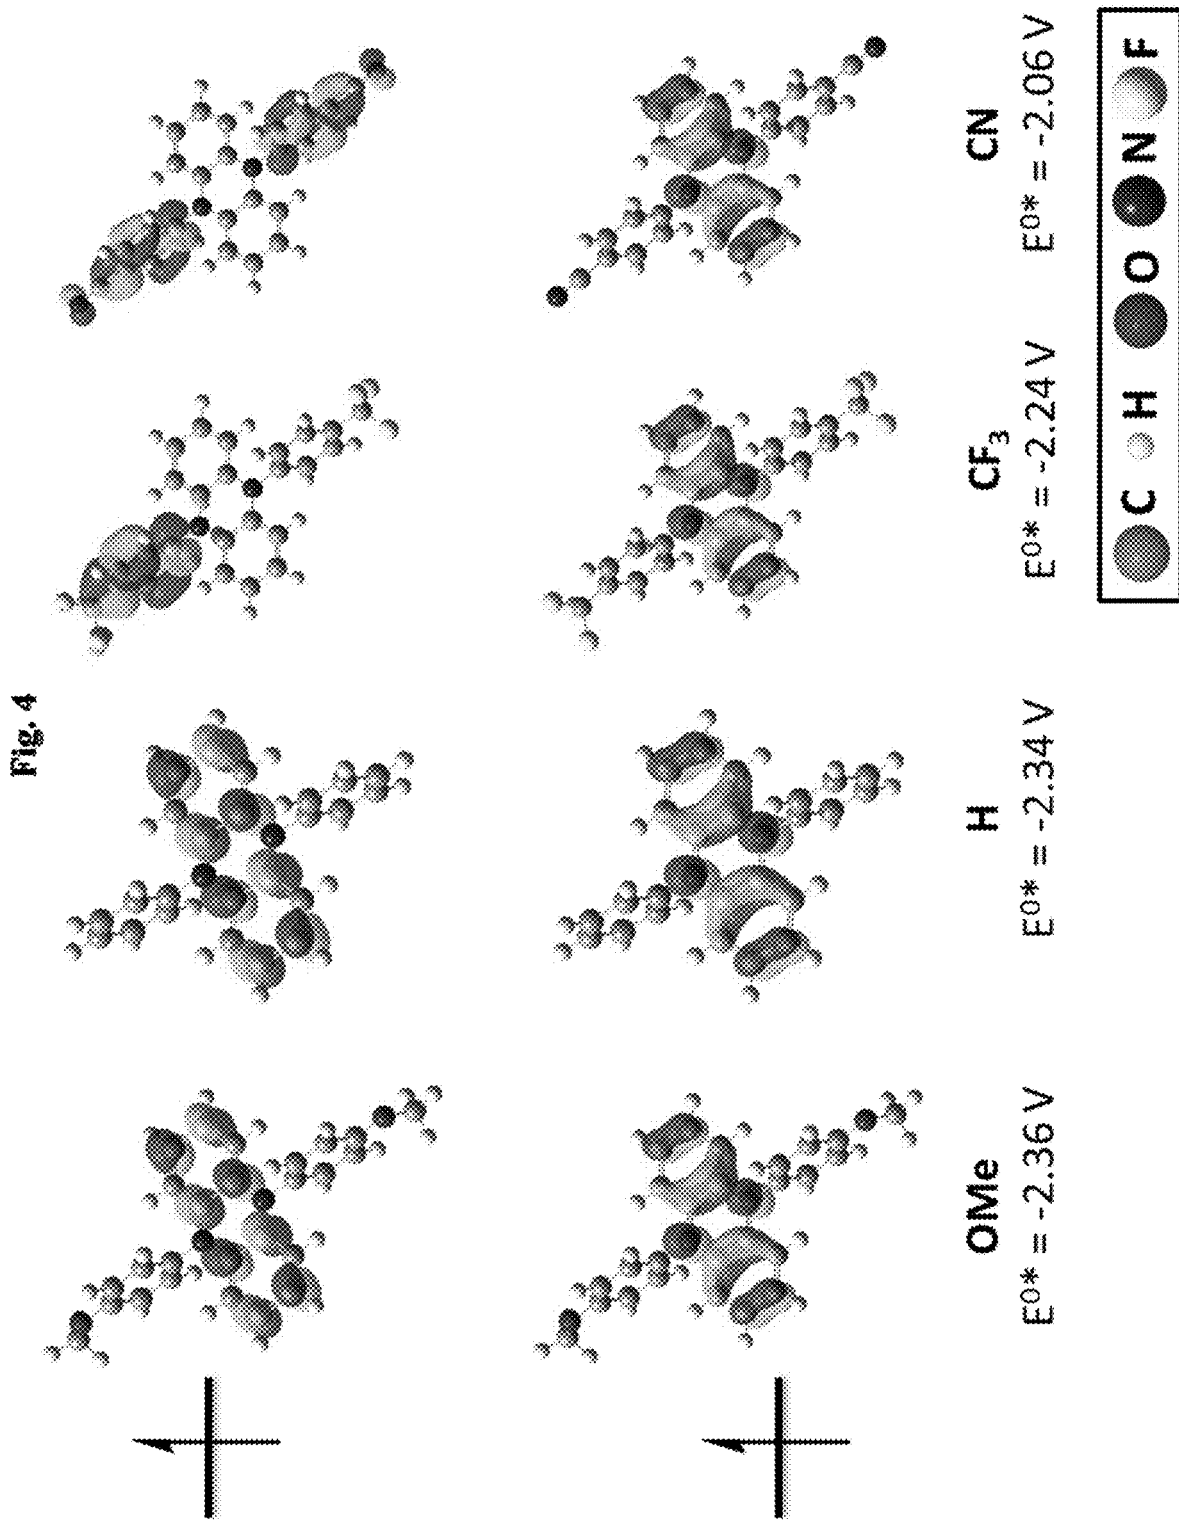 Fig. 4
OMe
E⁰* = -2.36 V
H
E⁰* = -2.34 V
CF₃
E⁰* = -2.24 V
CN
E⁰* = -2.06 V
C H O N F